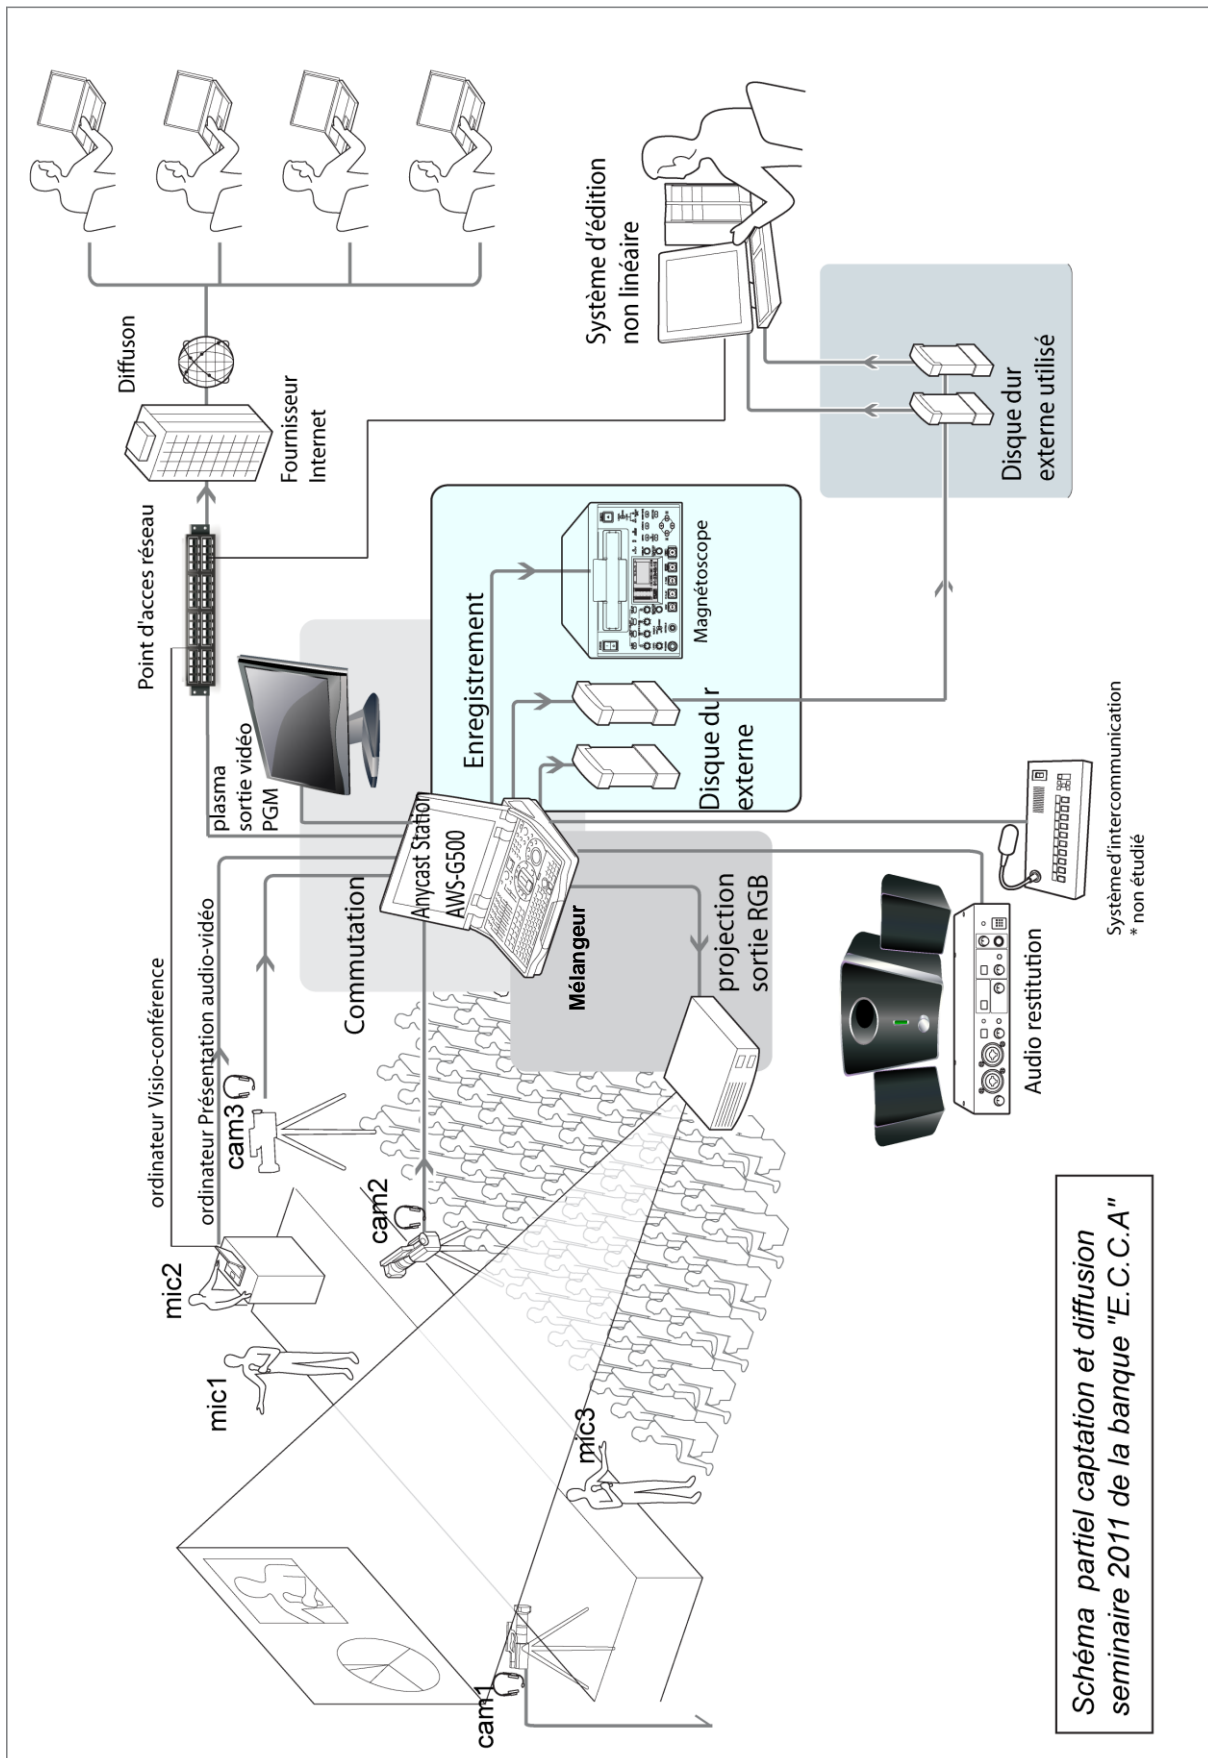 ordinateur Visio-conférence
ordinateur Présentation audio-vidéo
mic2
mic1
cam3
cam2
mic3
cam1
Point d'acces réseau
Fournisseur
Internet
Diffuson
plasma
sortie vidéo
PGM
Commutation
Anycast Station
AWS-G500
Mélangeur
projection
sortie RGB
Enregistrement
Magnétoscope
Disque dur
externe
Système d'édition
non linéaire
Disque dur
externe utilisé
Audio restitution
Systèmed'intercommunication
* non étudié
Schéma partiel captation et diffusion
seminaire 2011 de la banque "E.C.C.A"